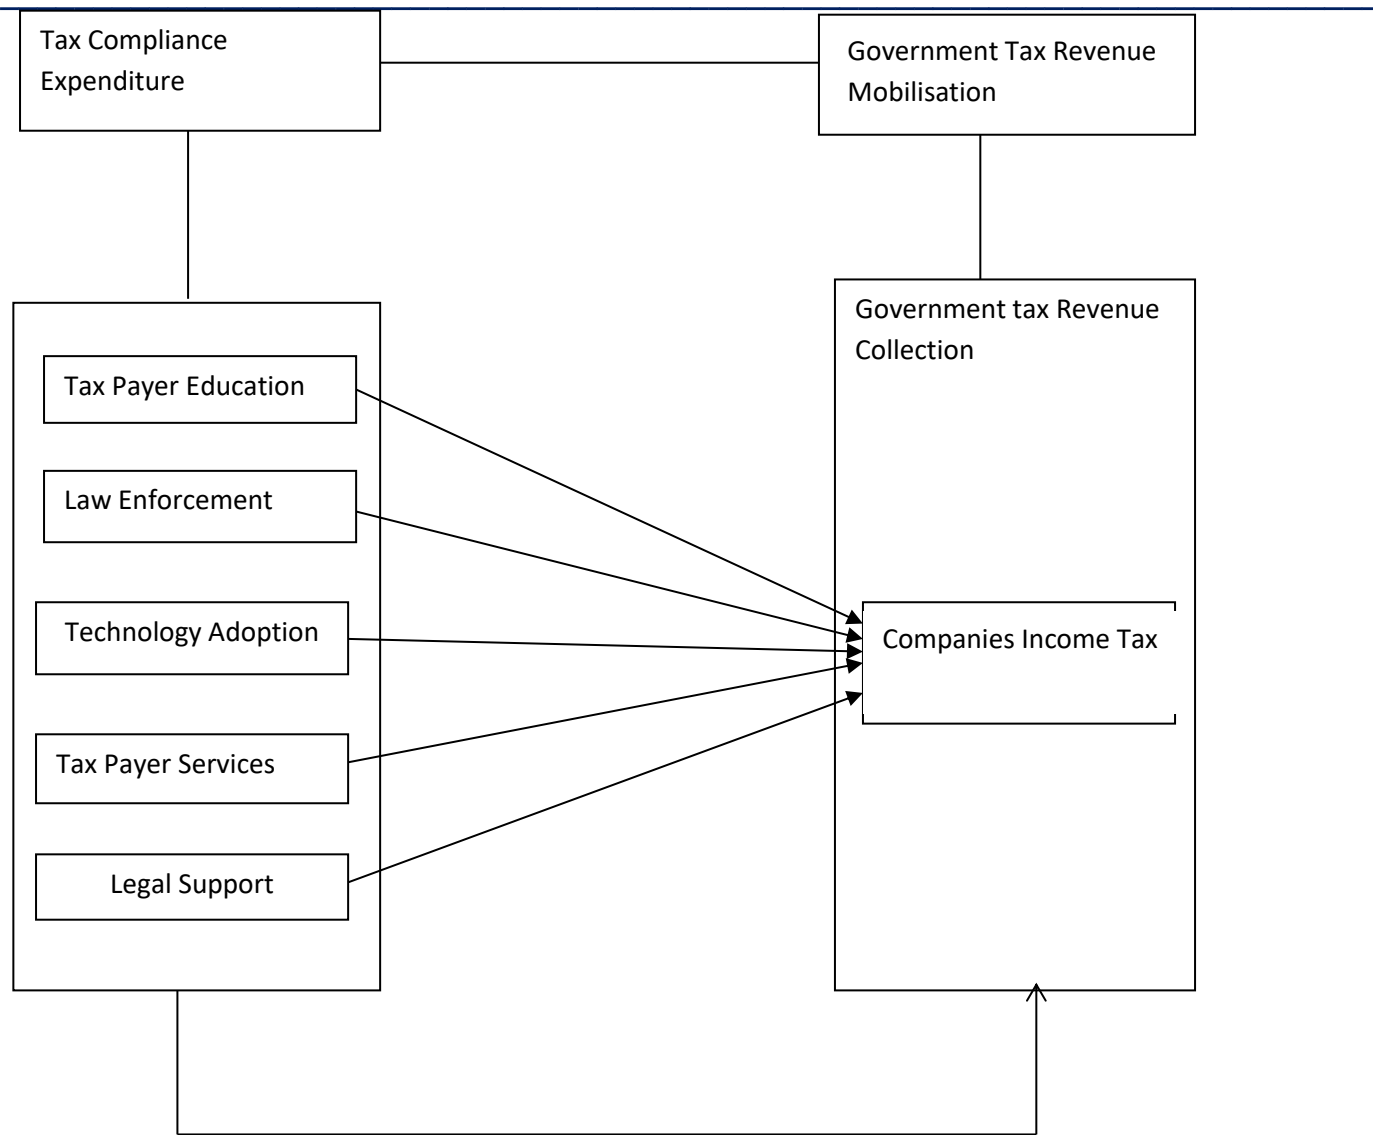 Tax Compliance
Expenditure
Government Tax Revenue
Mobilisation
Government tax Revenue
Collection
Tax Payer Education
Law Enforcement
Technology Adoption
Companies Income Tax
Tax Payer Services
Legal Support